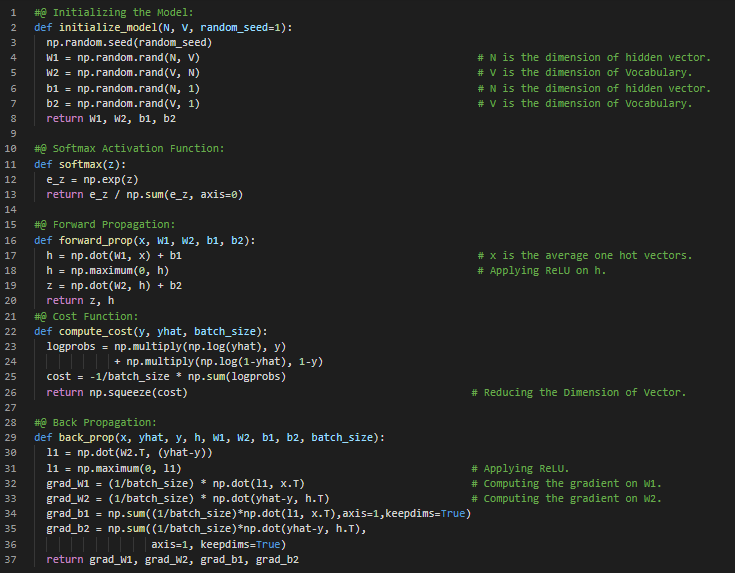 1 #@ Initializing the Model:
2 def initialize_model(N, V, random_seed=1):
3 np.random.seed(random_seed)
4 W1 = np.random.rand(N, V) # N is the dimension of hidden vector.
5 W2 = np.random.rand(V, N) # V is the dimension of Vocabulary.
6 b1 = np.random.rand(N, 1) # N is the dimension of hidden vector.
7 b2 = np.random.rand(V, 1) # V is the dimension of Vocabulary.
8 return W1, W2, b1, b2
9
10 #@ Softmax Activation Function:
11 def softmax(z):
12 e_z = np.exp(z)
13 return e_z / np.sum(e_z, axis=0)
14
15 #@ Forward Propagation:
16 def forward_prop(x, W1, W2, b1, b2):
17 h = np.dot(W1, x) + b1 # x is the average one hot vectors.
18 h = np.maximum(0, h) # Applying ReLU on h.
19 z = np.dot(W2, h) + b2
20 return z, h
21 #@ Cost Function:
22 def compute_cost(y, yhat, batch_size):
23 logprobs = np.multiply(np.log(yhat), y)
24 + np.multiply(np.log(1-yhat), 1-y)
25 cost = -1/batch_size * np.sum(logprobs)
26 return np.squeeze(cost) # Reducing the Dimension of Vector.
27
28 #@ Back Propagation:
29 def back_prop(x, yhat, y, h, W1, W2, b1, b2, batch_size):
30 l1 = np.dot(W2.T, (yhat-y))
31 l1 = np.maximum(0, l1) # Applying ReLU.
32 grad_W1 = (1/batch_size) * np.dot(l1, x.T) # Computing the gradient on W1.
33 grad_W2 = (1/batch_size) * np.dot(yhat-y, h.T) # Computing the gradient on W2.
34 grad_b1 = np.sum((1/batch_size)*np.dot(l1, x.T),axis=1,keepdims=True)
35 grad_b2 = np.sum((1/batch_size)*np.dot(yhat-y, h.T),
36 axis=1, keepdims=True)
37 return grad_W1, grad_W2, grad_b1, grad_b2